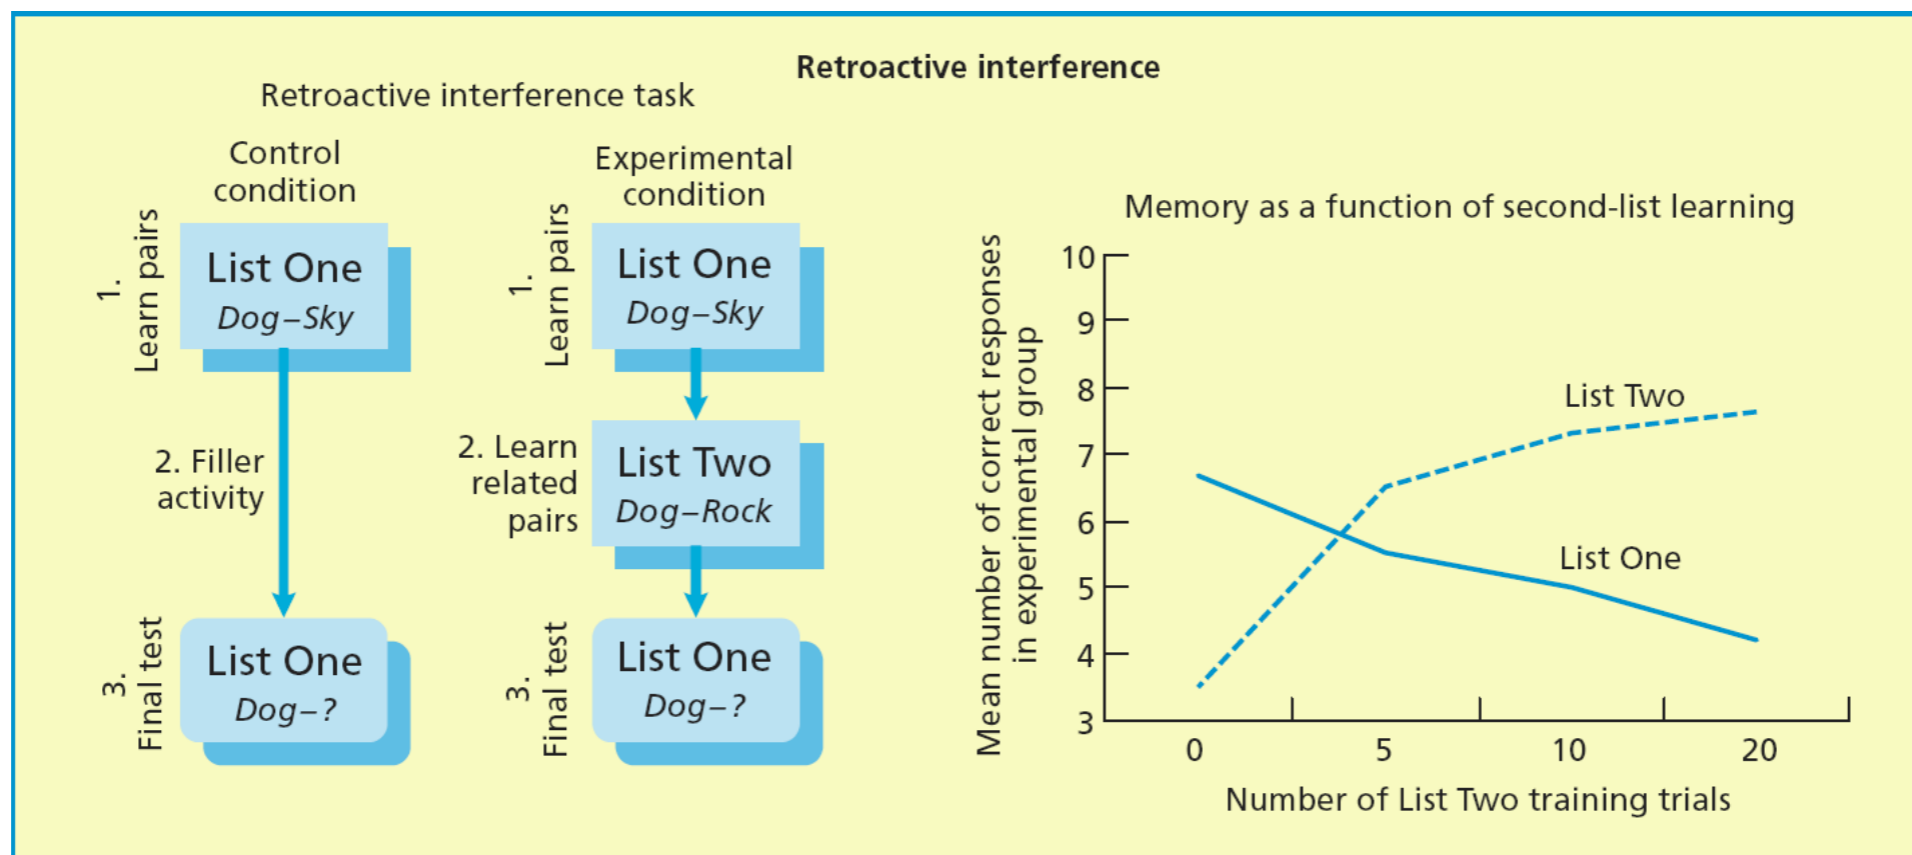 Retroactive interference
Retroactive interference task
Control
condition
1.
Learn pairs
List One
Dog–Sky
2. Filler
activity
3.
Final test
List One
Dog–?
Experimental
condition
1.
Learn pairs
List One
Dog–Sky
2. Learn
related
pairs
List Two
Dog–Rock
3.
Final test
List One
Dog–?
Memory as a function of second-list learning
Mean number of correct responses
in experimental group
10
9
8
7
6
5
4
3
List Two
List One
0 5 10 20
Number of List Two training trials